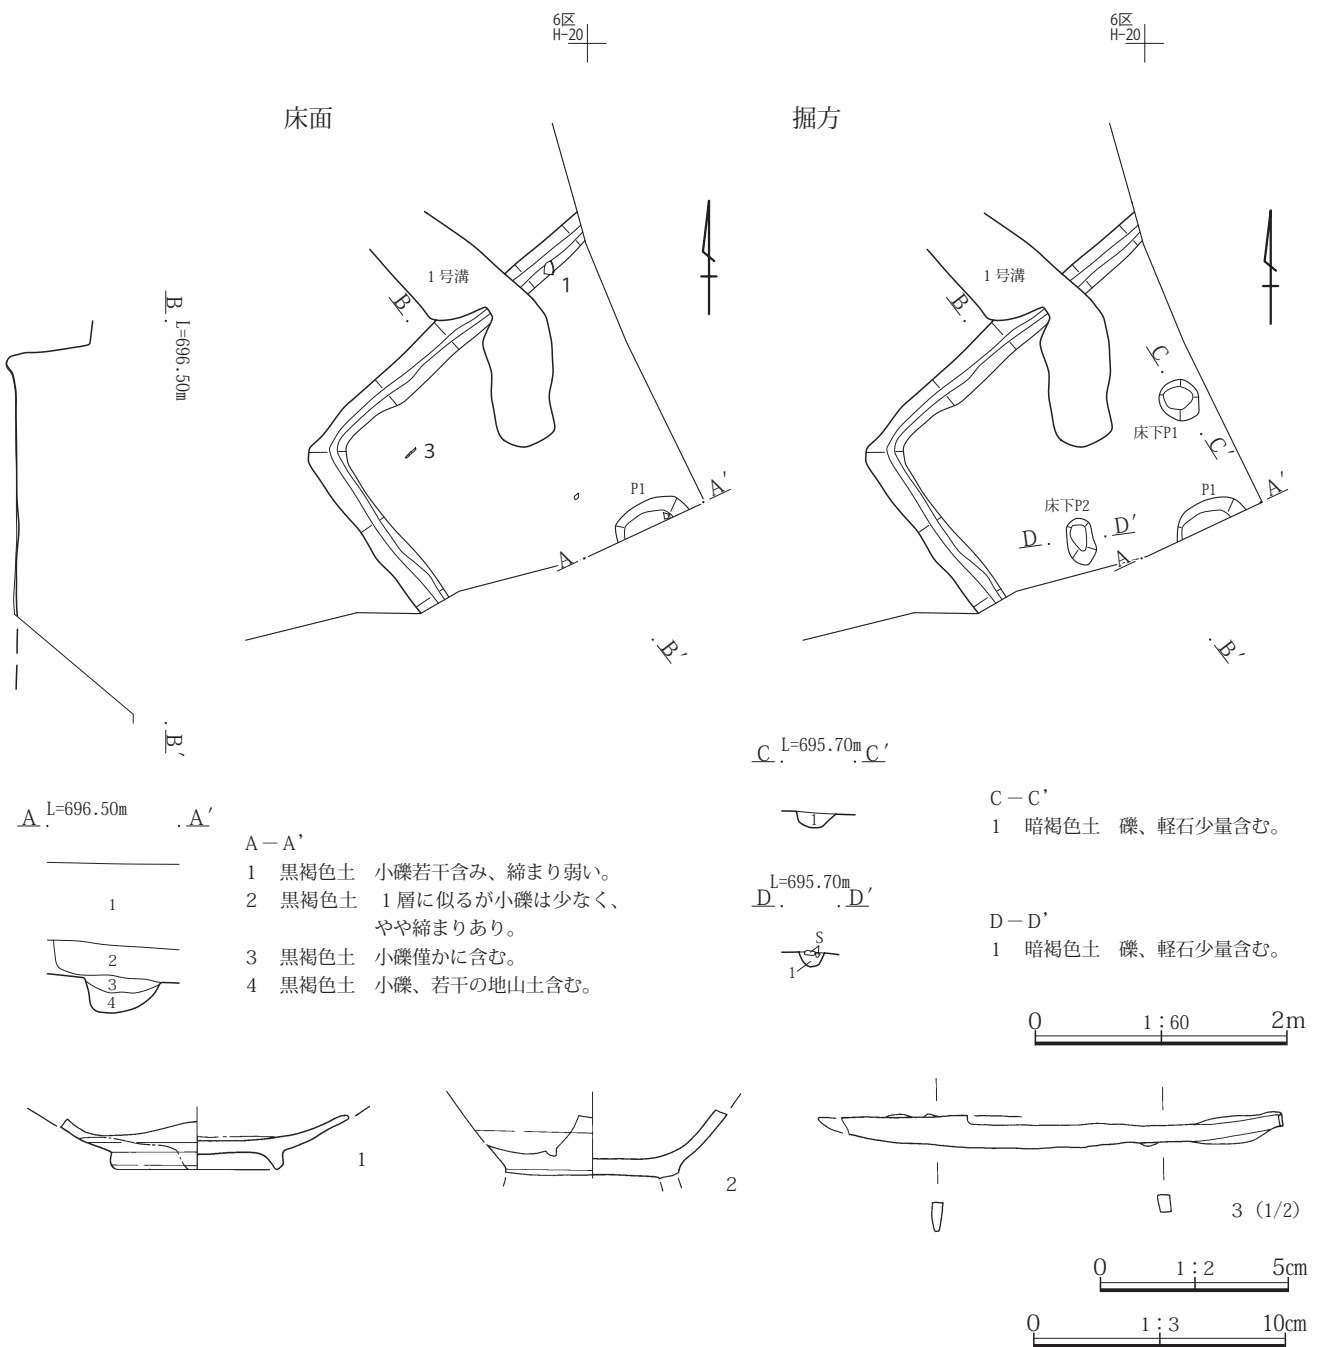 6区
H-20
6区
H-20
床面
掘方
1号溝
1
B
3
P1
A′
A
B′
B
L=696.50m
B′
1号溝
B
C
床下P1
C′
床下P2
P1
A′
D
D′
A
B′
A L=696.50m A′
1
2
3
4
A－A’
1 黒褐色土 小礫若干含み、締まり弱い。
2 黒褐色土 1層に似るが小礫は少なく、
やや締まりあり。
3 黒褐色土 小礫僅かに含む。
4 黒褐色土 小礫、若干の地山土含む。
C L=695.70m C′
1
C－C’
1 暗褐色土 礫、軽石少量含む。
D L=695.70m D′
S
1
D－D’
1 暗褐色土 礫、軽石少量含む。
0 1：60 2m
1
2
3（1/2）
0 1：2 5cm
0 1：3 10cm